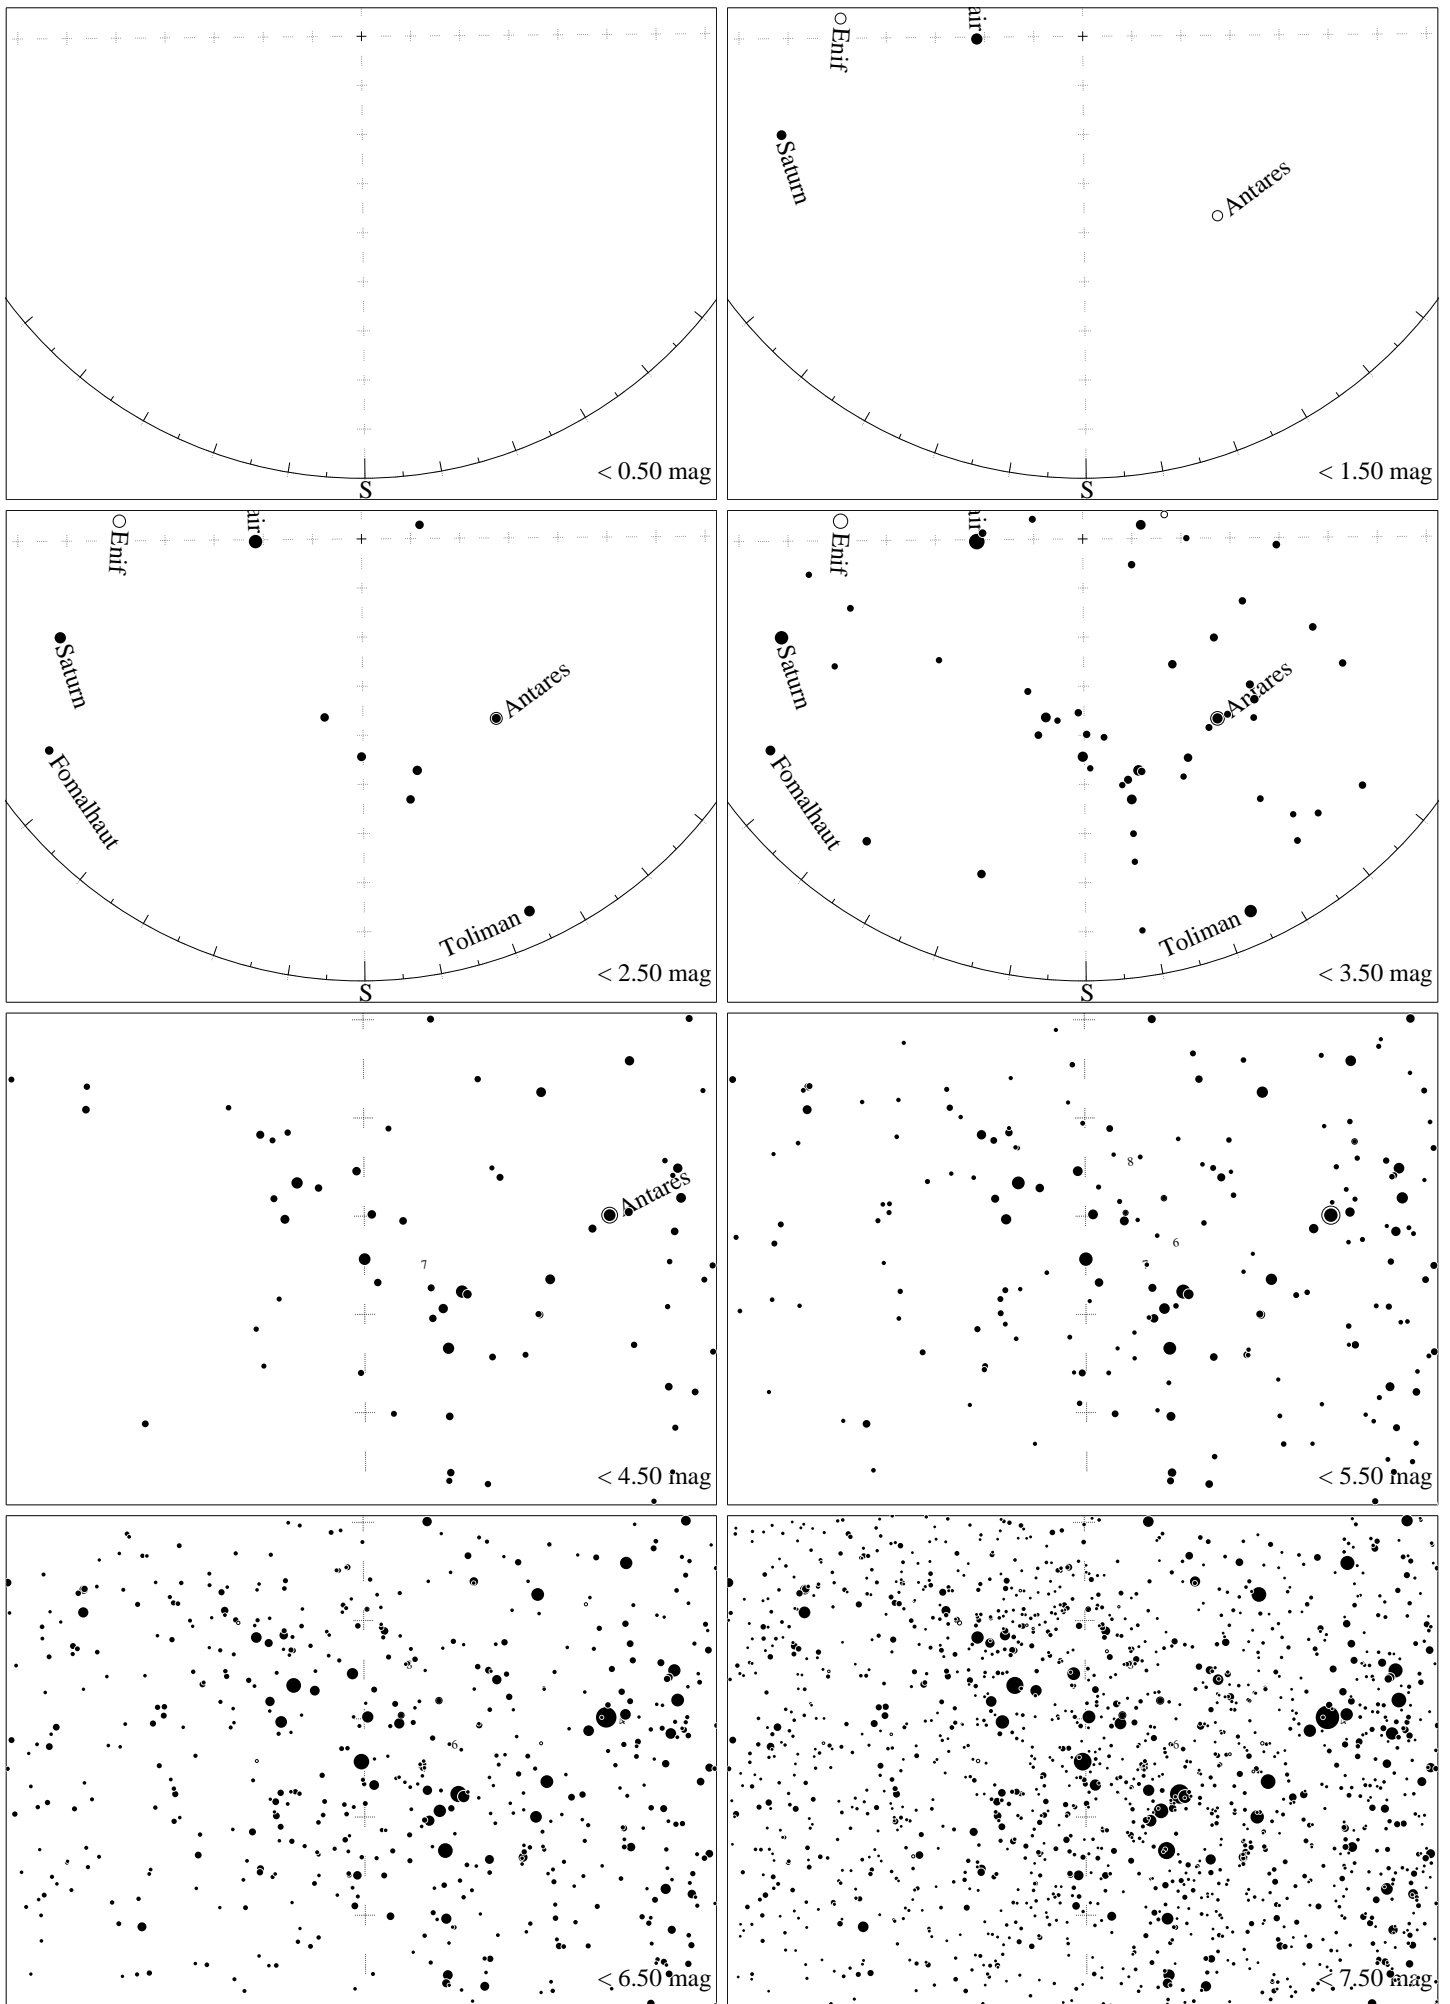 S
< 0.50 mag
air
Enif
Saturn
Antares
S
< 1.50 mag
air
Enif
Saturn
Antares
Fomalhaut
Toliman
S
< 2.50 mag
air
Enif
Saturn
Antares
Fomalhaut
Toliman
S
< 3.50 mag
Antares
7
< 4.50 mag
8
6
7
< 5.50 mag
6
< 6.50 mag
6
< 7.50 mag